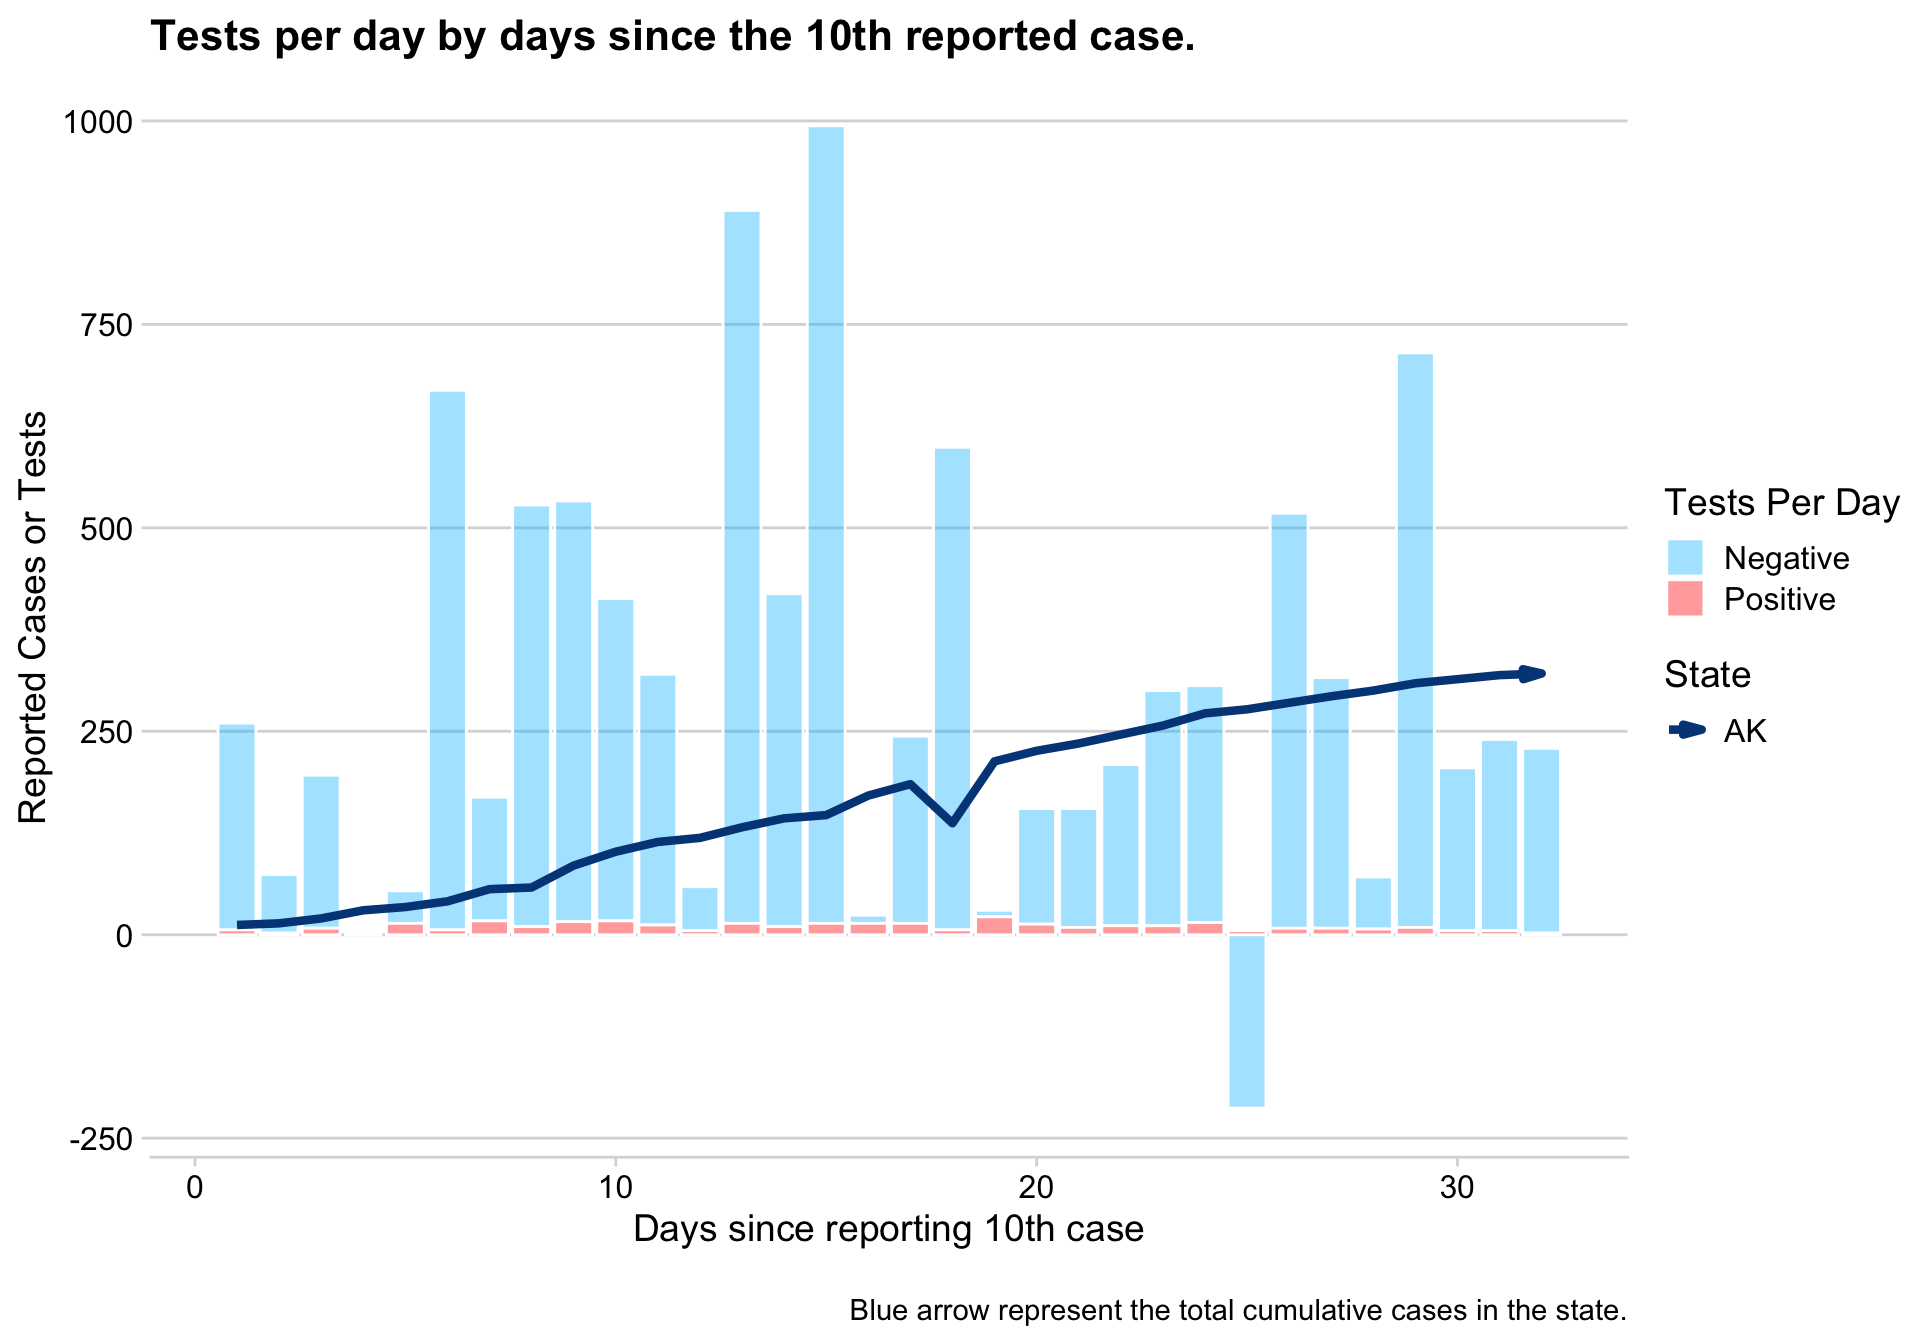 Tests per day by days since the 10th reported case.
1000
750
500
250
0
-250
Reported Cases or Tests
0 10 20 30
Days since reporting 10th case
Tests Per Day
Negative
Positive
State
AK
Blue arrow represent the total cumulative cases in the state.